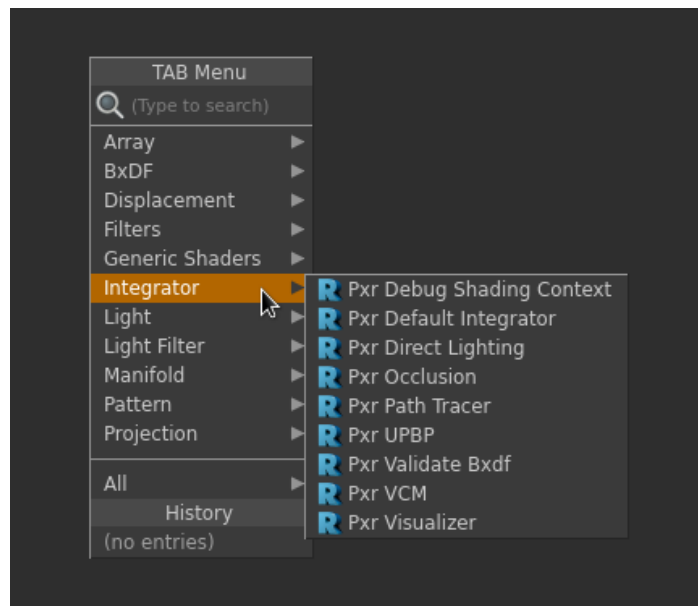 TAB Menu
(Type to search)
Array
BxDF
Displacement
Filters
Generic Shaders
Integrator
Light
Light Filter
Manifold
Pattern
Projection
All
History
(no entries)
Pxr Debug Shading Context
Pxr Default Integrator
Pxr Direct Lighting
Pxr Occlusion
Pxr Path Tracer
Pxr UPBP
Pxr Validate Bxdf
Pxr VCM
Pxr Visualizer